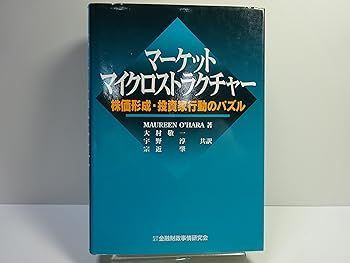 マーケット
マイクロストラクチャー
株価形成・投資家行動のパズル
MAUREEN O'HARA 著
大村敬一
宇野 淳 共訳
宗近 肇
金融財政事情研究会